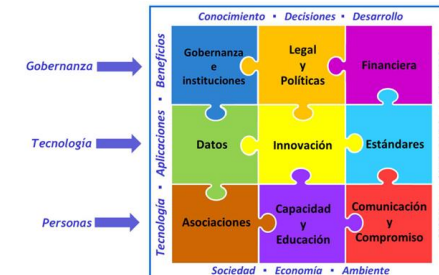 Conocimiento • Decisiones • Desarrollo
Gobernanza
Tecnología
Personas
Tecnología • Aplicaciones • Beneficios
Gobernanza
e
instituciones
Legal
y
Políticas
Financiera
Datos
Innovación
Estándares
Asociaciones
Capacidad
y
Educación
Comunicación
y
Compromiso
Sociedad • Economía • Ambiente